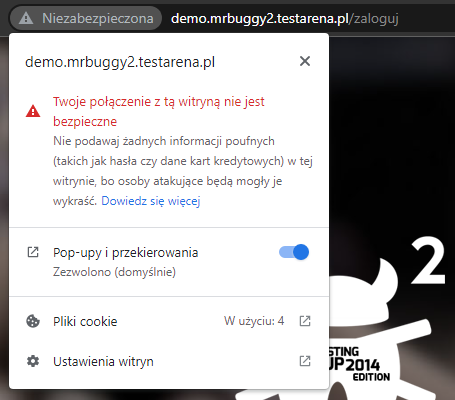 Niezabezpieczona demo.mrbuggy2.testarena.pl/zaloguj
demo.mrbuggy2.testarena.pl
Twoje połączenie z tą witryną nie jest
bezpieczne
Nie podawaj żadnych informacji poufnych
(takich jak hasła czy dane kart kredytowych) w tej
witrynie, bo osoby atakujące będą mogły je
wykraść. Dowiedz się więcej
Pop-upy i przekierowania
Zezwolono (domyślnie)
Pliki cookie W użyciu: 4
Ustawienia witryn
2
STING
UP2014
EDITION